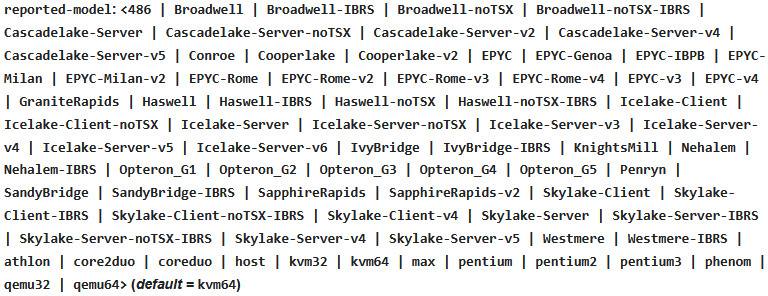 reported-model: <486 | Broadwell | Broadwell-IBRS | Broadwell-noTSX | Broadwell-noTSX-IBRS |
Cascadelake-Server | Cascadelake-Server-noTSX | Cascadelake-Server-v2 | Cascadelake-Server-v4 |
Cascadelake-Server-v5 | Conroe | Cooperlake | Cooperlake-v2 | EPYC | EPYC-Genoa | EPYC-IBPB | EPYC-
Milan | EPYC-Milan-v2 | EPYC-Rome | EPYC-Rome-v2 | EPYC-Rome-v3 | EPYC-Rome-v4 | EPYC-v3 | EPYC-v4
| GraniteRapids | Haswell | Haswell-IBRS | Haswell-noTSX | Haswell-noTSX-IBRS | Icelake-Client |
Icelake-Client-noTSX | Icelake-Server | Icelake-Server-noTSX | Icelake-Server-v3 | Icelake-Server-
v4 | Icelake-Server-v5 | Icelake-Server-v6 | IvyBridge | IvyBridge-IBRS | KnightsMill | Nehalem |
Nehalem-IBRS | Opteron_G1 | Opteron_G2 | Opteron_G3 | Opteron_G4 | Opteron_G5 | Penryn |
SandyBridge | SandyBridge-IBRS | SapphireRapids | SapphireRapids-v2 | Skylake-Client | Skylake-
Client-IBRS | Skylake-Client-noTSX-IBRS | Skylake-Client-v4 | Skylake-Server | Skylake-Server-IBRS
| Skylake-Server-noTSX-IBRS | Skylake-Server-v4 | Skylake-Server-v5 | Westmere | Westmere-IBRS |
athlon | core2duo | coreduo | host | kvm32 | kvm64 | max | pentium | pentium2 | pentium3 | phenom |
qemu32 | qemu64> (default = kvm64)